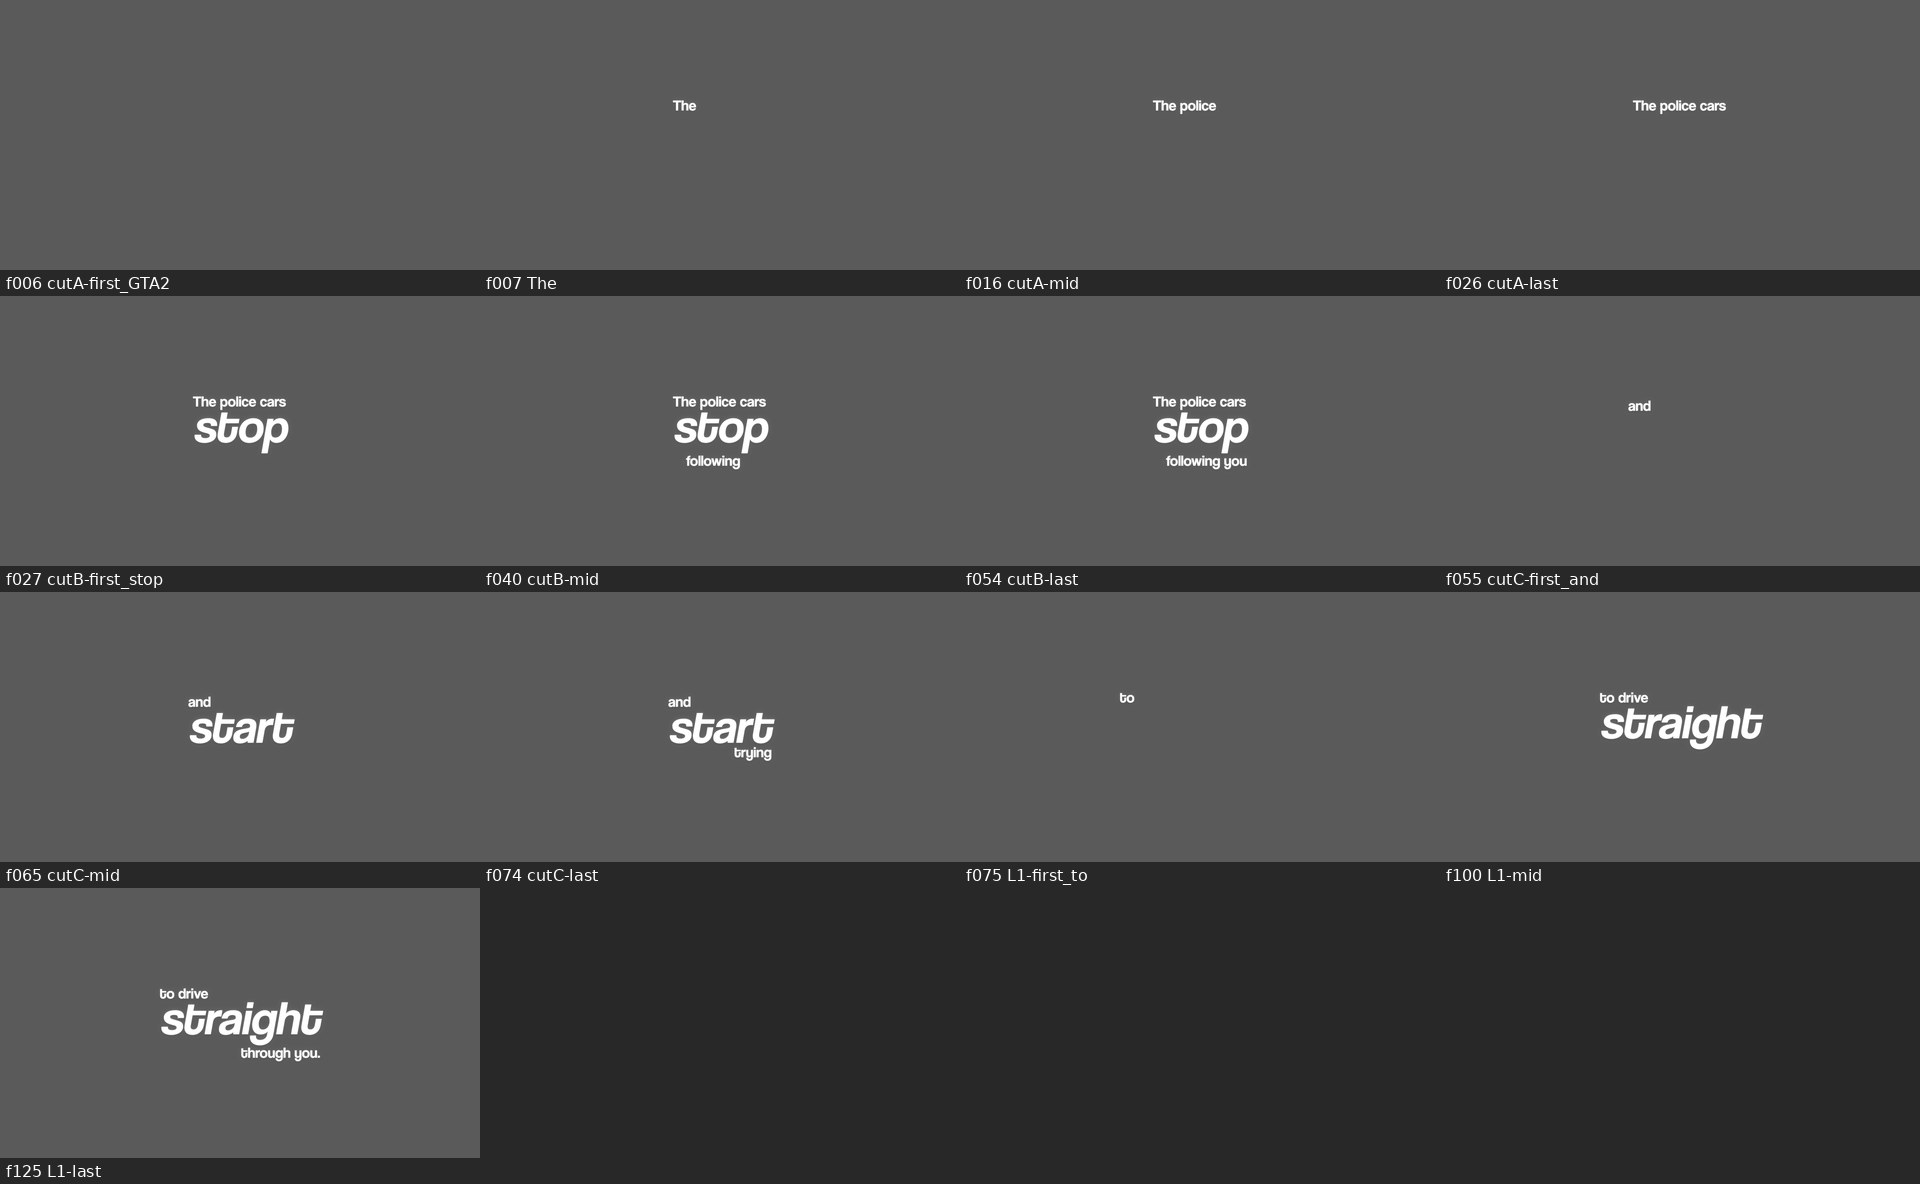 The
The police
The police cars
f006 cutA-first_GTA2
f007 The
f016 cutA-mid
f026 cutA-last
The police cars
stop
The police cars
stop
following
The police cars
stop
following you
and
f027 cutB-first_stop
f040 cutB-mid
f054 cutB-last
f055 cutC-first_and
and
start
and
start
trying
to
to drive
straight
f065 cutC-mid
f074 cutC-last
f075 L1-first_to
f100 L1-mid
to drive
straight
through you.
f125 L1-last